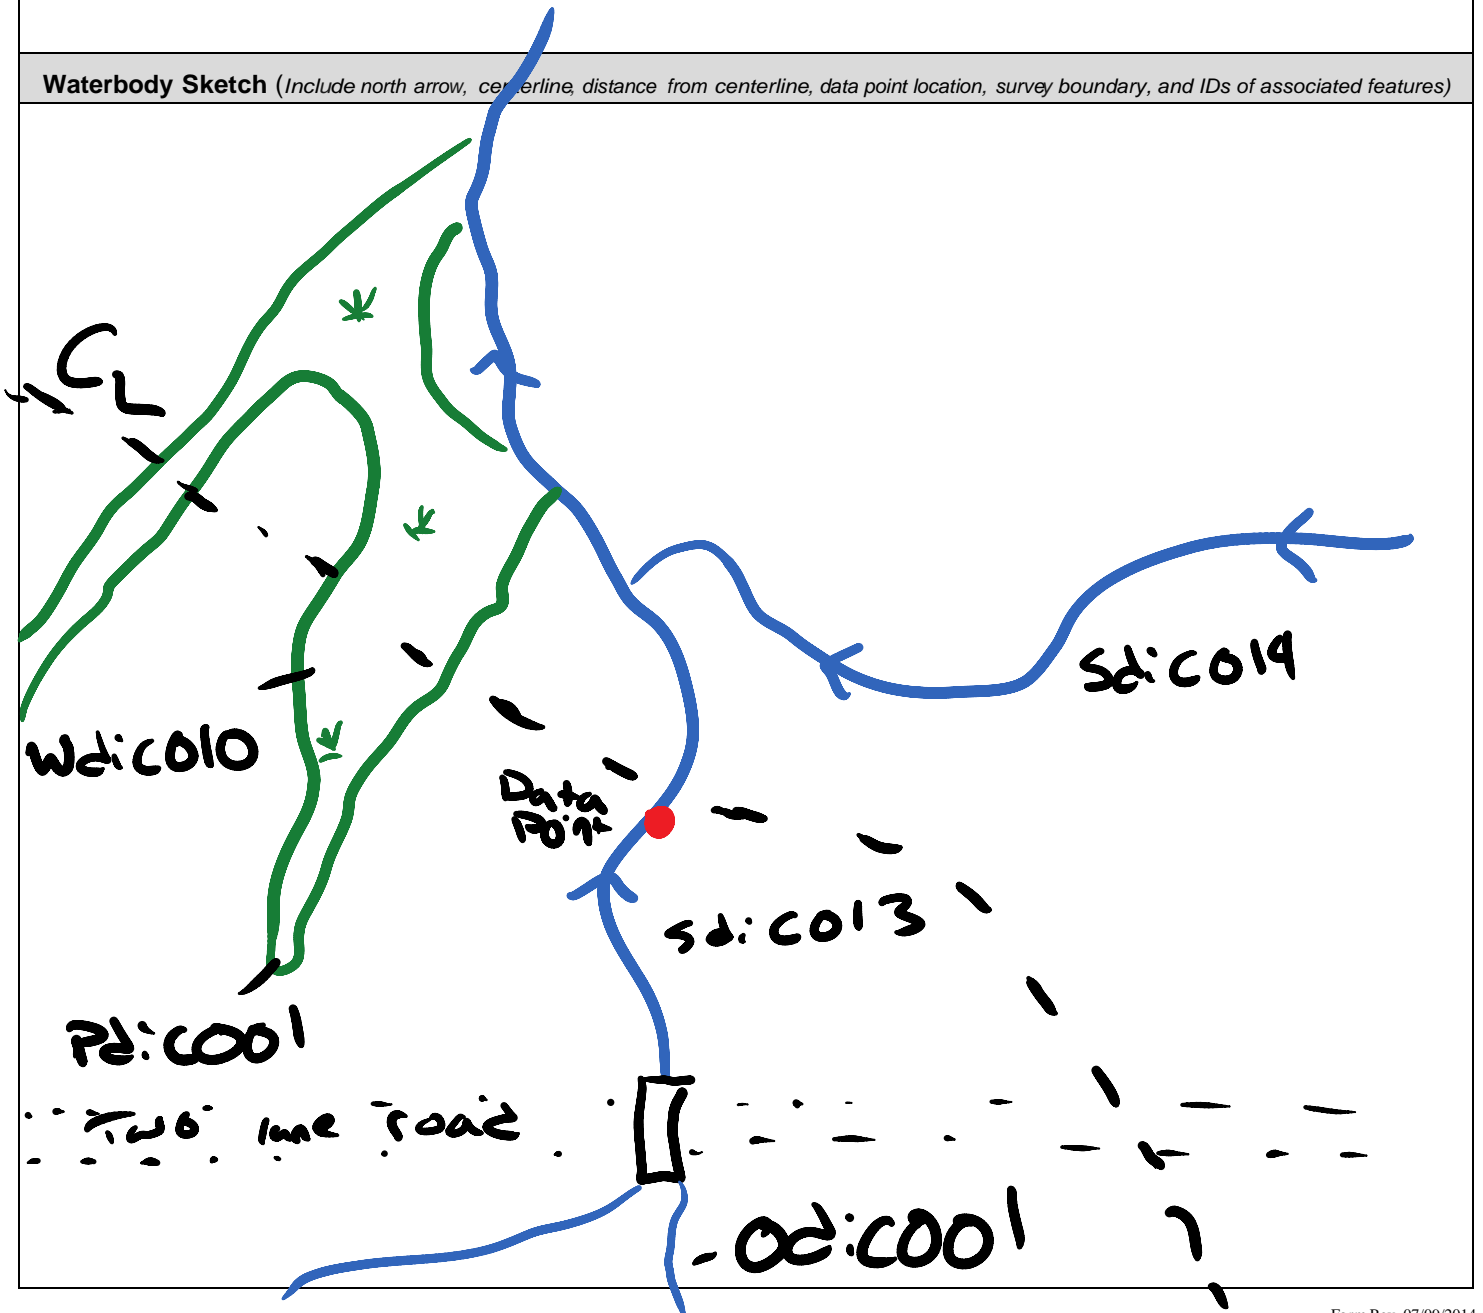 Waterbody Sketch (Include north arrow, centerline, distance from centerline, data point location, survey boundary, and IDs of associated features)
CL
Sdic014
Wdic010
Data
Point
Sdic013
Pdic001
Two lane road
Odic001